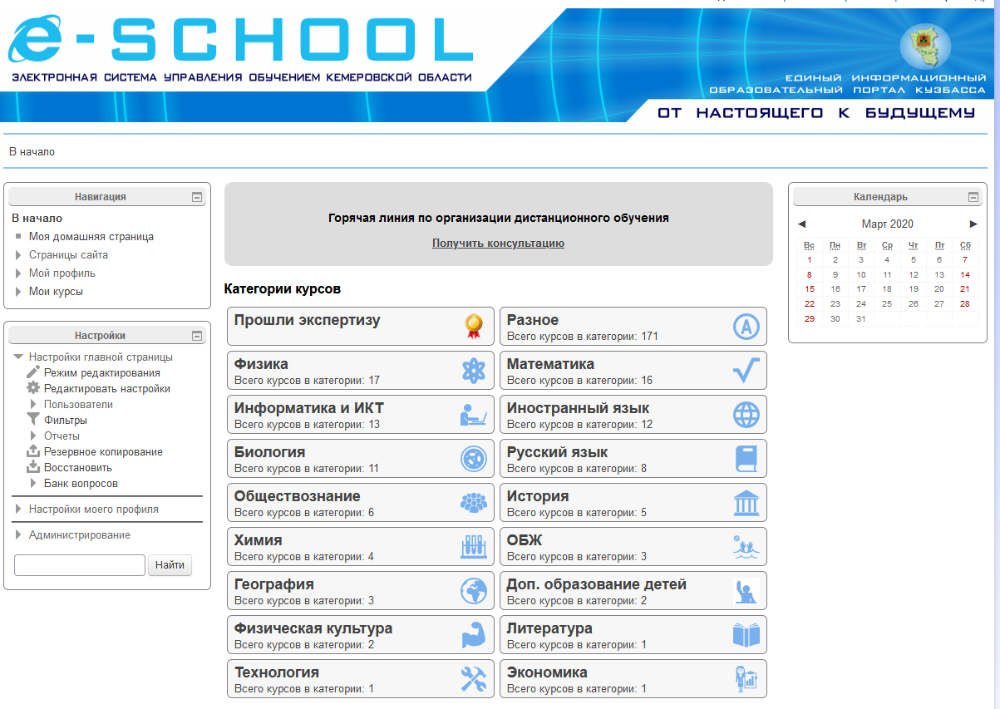 e-SCHOOL
ЭЛЕКТРОННАЯ СИСТЕМА УПРАВЛЕНИЯ ОБУЧЕНИЕМ КЕМЕРОВСКОЙ ОБЛАСТИ
ЕДИНЫЙ ИНФОРМАЦИОННЫЙ
ОБРАЗОВАТЕЛЬНЫЙ ПОРТАЛ КУЗБАССА
ОТ НАСТОЯЩЕГО К БУДУЩЕМУ
В начало
Навигация
В начало
Моя домашняя страница
Страницы сайта
Мой профиль
Мои курсы
Настройки
Настройки главной страницы
Режим редактирования
Редактировать настройки
Пользователи
Фильтры
Отчеты
Резервное копирование
Восстановить
Банк вопросов
Настройки моего профиля
Администрирование
Найти
Горячая линия по организации дистанционного обучения
Получить консультацию
Категории курсов
Прошли экспертизу
Разное
Всего курсов в категории: 171
Физика
Всего курсов в категории: 17
Математика
Всего курсов в категории: 16
Информатика и ИКТ
Всего курсов в категории: 13
Иностранный язык
Всего курсов в категории: 12
Биология
Всего курсов в категории: 11
Русский язык
Всего курсов в категории: 8
Обществознание
Всего курсов в категории: 6
История
Всего курсов в категории: 5
Химия
Всего курсов в категории: 4
ОБЖ
Всего курсов в категории: 3
География
Всего курсов в категории: 3
Доп. образование детей
Всего курсов в категории: 2
Физическая культура
Всего курсов в категории: 2
Литература
Всего курсов в категории: 1
Технология
Всего курсов в категории: 1
Экономика
Всего курсов в категории: 1
Календарь
◄ Март 2020 ►
Вс Пн Вт Ср Чт Пт Сб
1 2 3 4 5 6 7
8 9 10 11 12 13 14
15 16 17 18 19 20 21
22 23 24 25 26 27 28
29 30 31